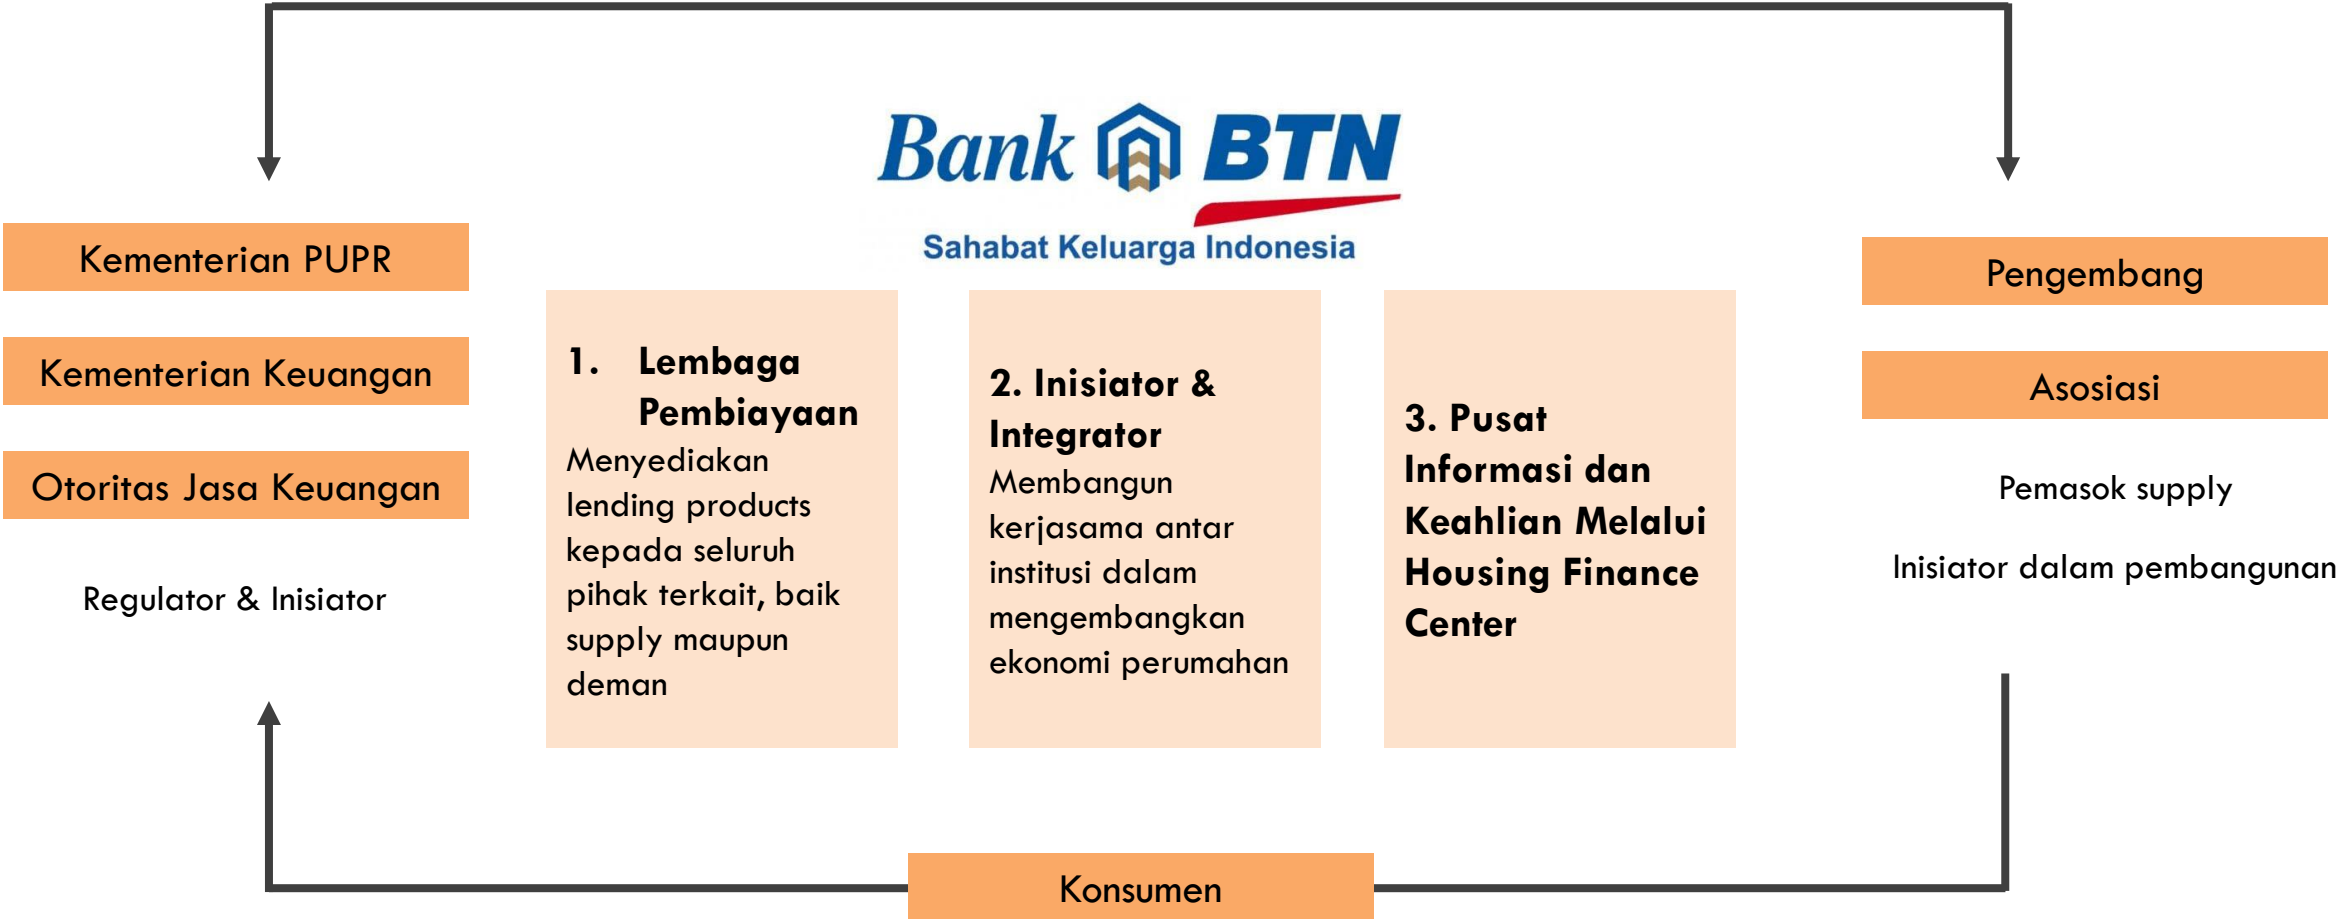 Bank BTN
Sahabat Keluarga Indonesia
Kementerian PUPR
Kementerian Keuangan
Otoritas Jasa Keuangan
Regulator & Inisiator
1. Lembaga
Pembiayaan
Menyediakan
lending products
kepada seluruh
pihak terkait, baik
supply maupun
deman
2. Inisiator &
Integrator
Membangun
kerjasama antar
institusi dalam
mengembangkan
ekonomi perumahan
3. Pusat
Informasi dan
Keahlian Melalui
Housing Finance
Center
Pengembang
Asosiasi
Pemasok supply
Inisiator dalam pembangunan
Konsumen